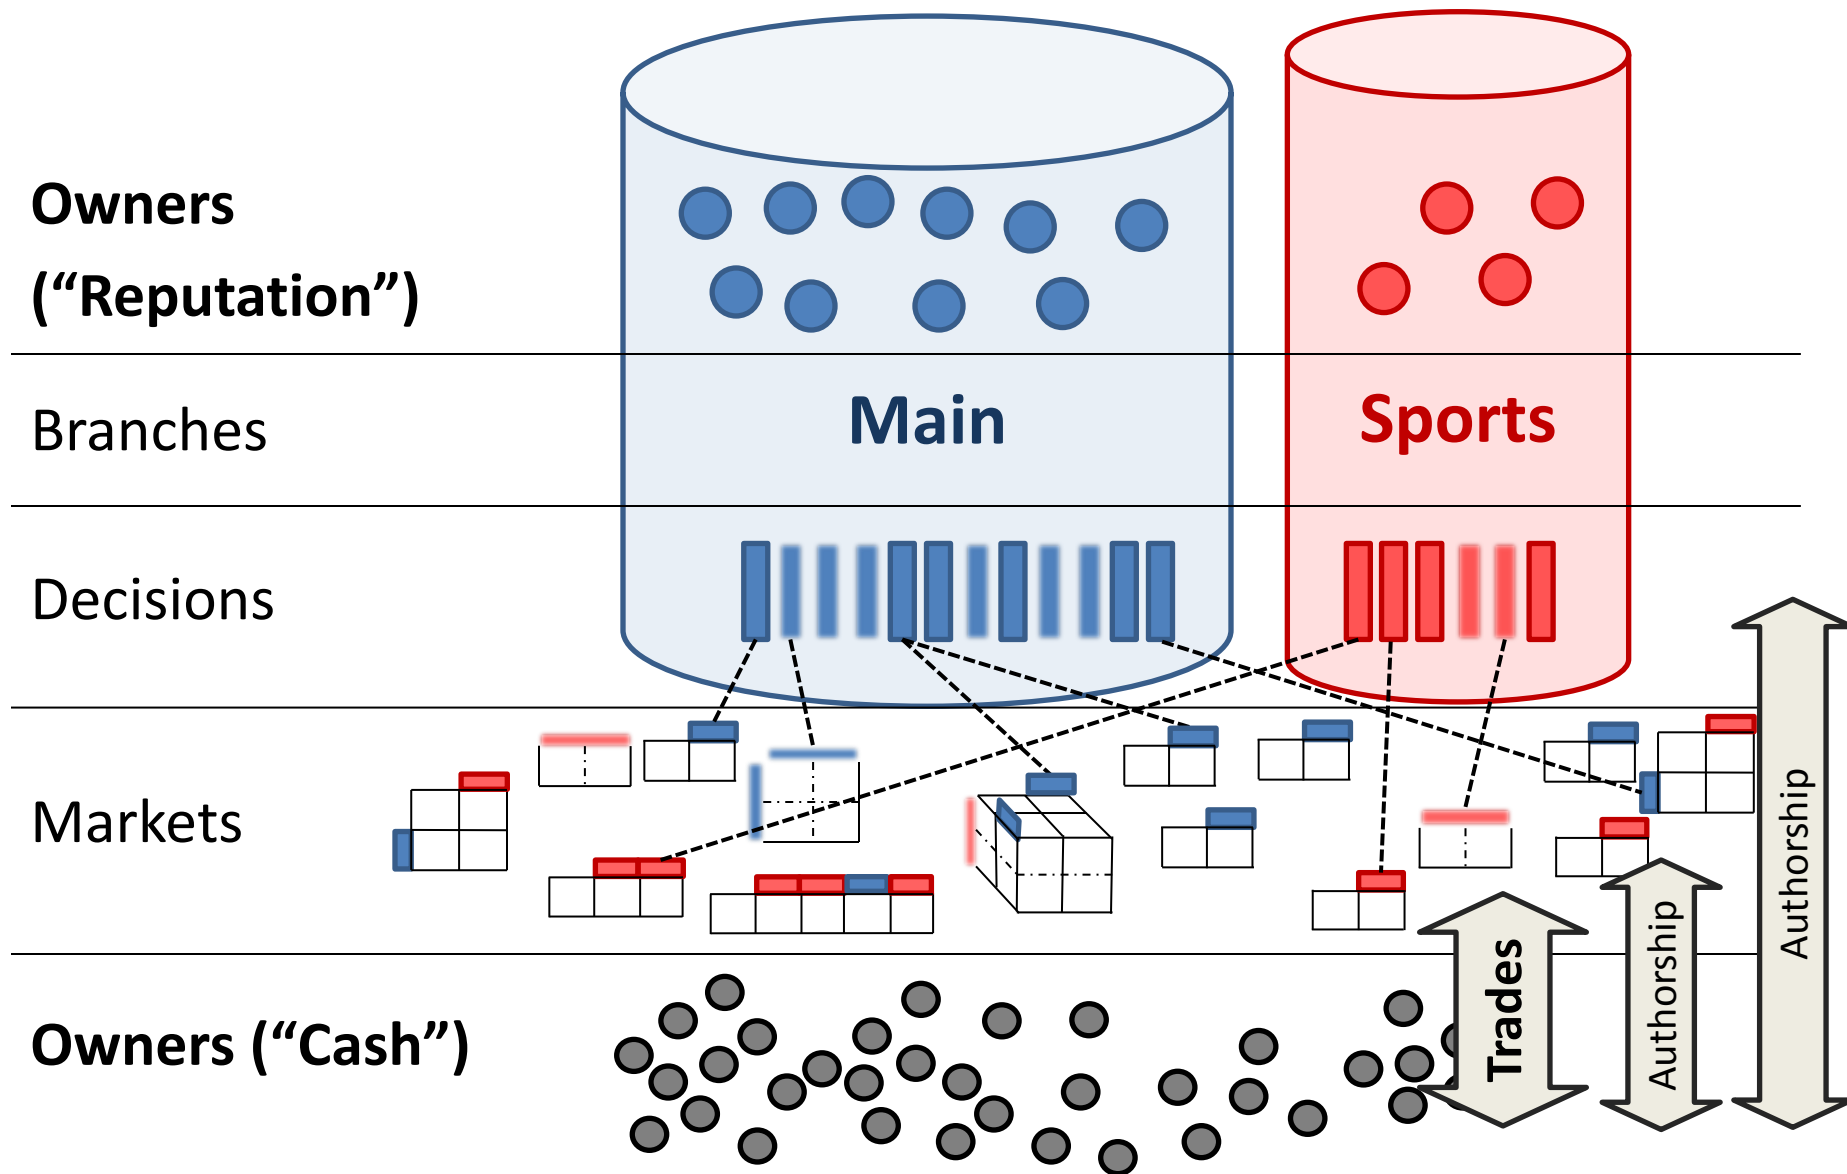 Owners
(“Reputation”)
Branches
Main
Sports
Decisions
Markets
Owners (“Cash”)
Trades
Authorship
Authorship